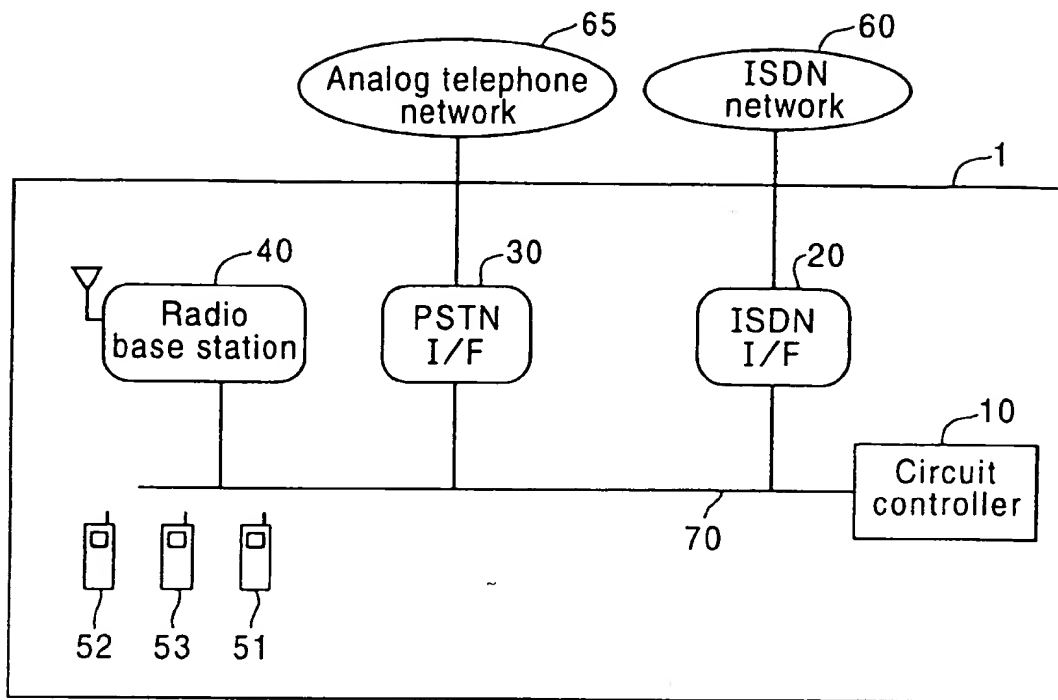 65
Analog telephone
network
60
ISDN
network
1
40
Radio
base station
30
PSTN
I/F
20
ISDN
I/F
10
Circuit
controller
70
52
53
51